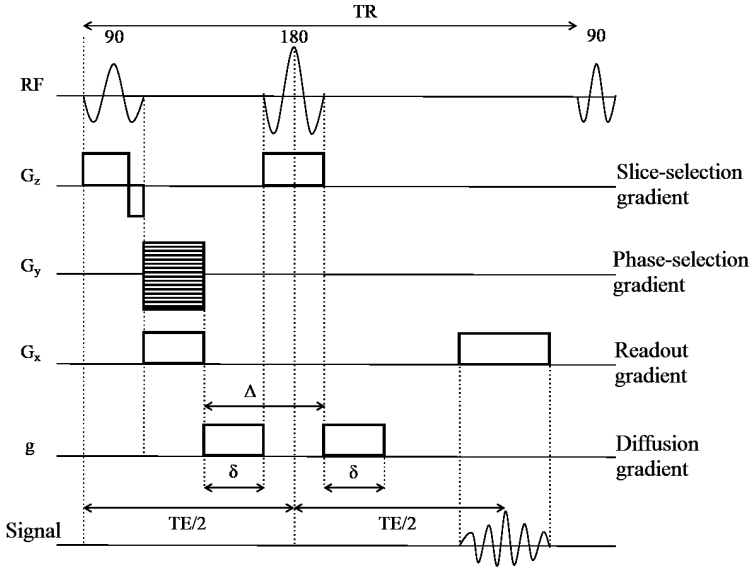 TR
90
180
90
RF
Gz
Slice-selection
gradient
Gy
Phase-selection
gradient
Gx
Readout
gradient
Δ
g
Diffusion
gradient
δ
δ
TE/2
TE/2
Signal